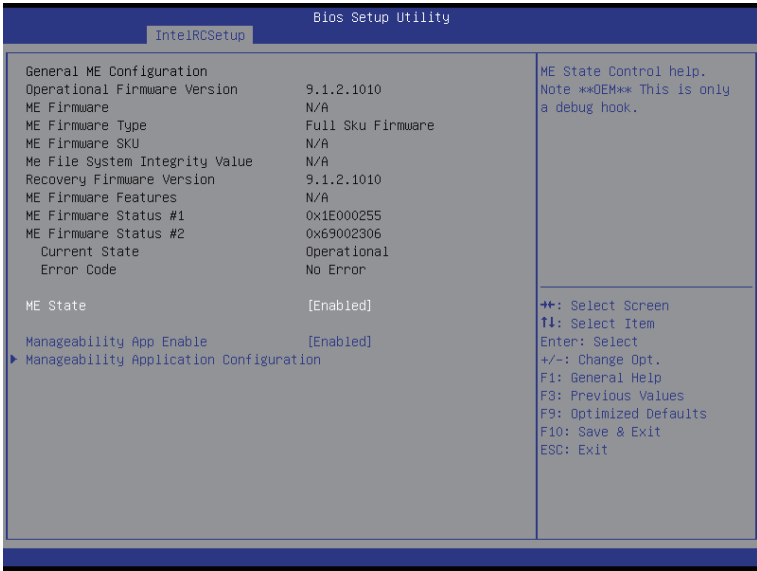 Bios Setup Utility
IntelRCSetup
General ME Configuration
Operational Firmware Version 9.1.2.1010
ME Firmware N/A
ME Firmware Type Full Sku Firmware
ME Firmware SKU N/A
Me File System Integrity Value N/A
Recovery Firmware Version 9.1.2.1010
ME Firmware Features N/A
ME Firmware Status #1 0x1E000255
ME Firmware Status #2 0x69002306
Current State Operational
Error Code No Error
ME State [Enabled]
Manageability App Enable [Enabled]
Manageability Application Configuration
ME State Control help.
Note **OEM** This is only
a debug hook.
→←: Select Screen
↑↓: Select Item
Enter: Select
+/-: Change Opt.
F1: General Help
F3: Previous Values
F9: Optimized Defaults
F10: Save & Exit
ESC: Exit